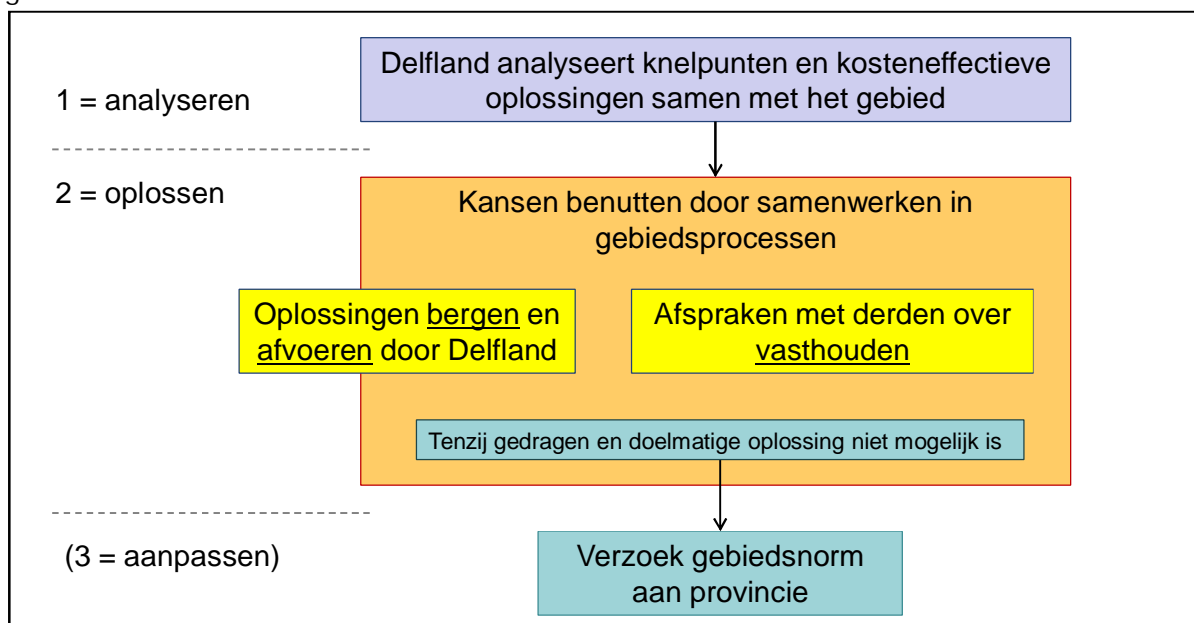 Delfland analyseert knelpunten en kosteneffectieve
oplossingen samen met het gebied
1 = analyseren
2 = oplossen
Kansen benutten door samenwerken in
gebiedsprocessen
Oplossingen bergen en
afvoeren door Delfland
Afspraken met derden over
vasthouden
Tenzij gedragen en doelmatige oplossing niet mogelijk is
(3 = aanpassen)
Verzoek gebiedsnorm
aan provincie